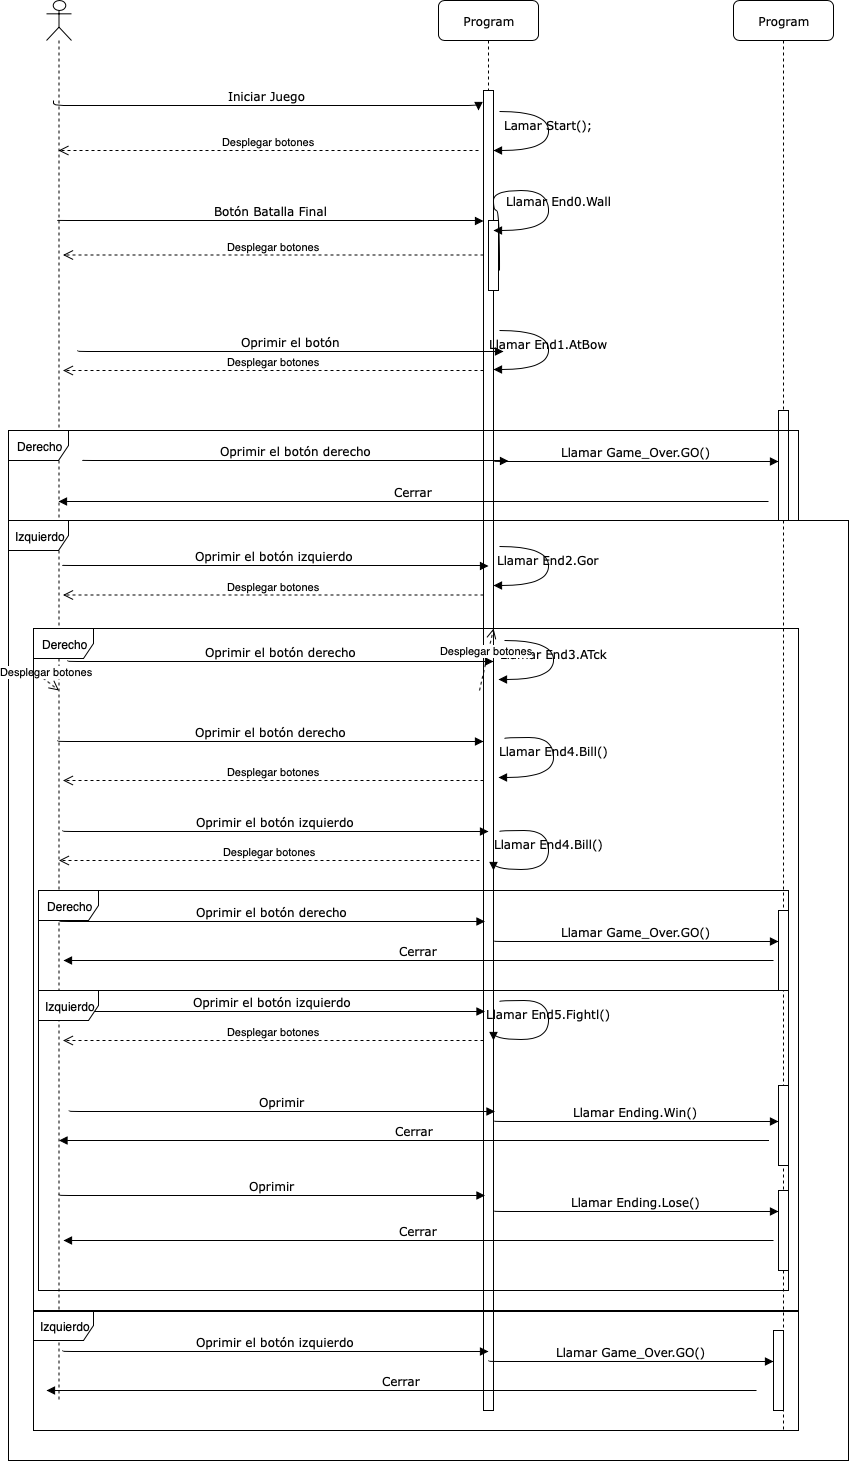 Program
Program
Iniciar Juego
Lamar Start();
Desplegar botones
Llamar End0.Wall
Botón Batalla Final
Desplegar botones
Oprimir el botón
Llamar End1.AtBow
Desplegar botones
Derecho
Oprimir el botón derecho
Llamar Game_Over.GO()
Cerrar
Izquierdo
Oprimir el botón izquierdo
Llamar End2.Gor
Desplegar botones
Derecho
Oprimir el botón derecho
Desplegar botones
Llamar End3.ATck
Desplegar botones
Oprimir el botón derecho
Llamar End4.Bill()
Desplegar botones
Oprimir el botón izquierdo
Llamar End4.Bill()
Desplegar botones
Derecho
Oprimir el botón derecho
Llamar Game_Over.GO()
Cerrar
Izquierdo
Oprimir el botón izquierdo
Llamar End5.Fightl()
Desplegar botones
Oprimir
Llamar Ending.Win()
Cerrar
Oprimir
Llamar Ending.Lose()
Cerrar
Izquierdo
Oprimir el botón izquierdo
Llamar Game_Over.GO()
Cerrar